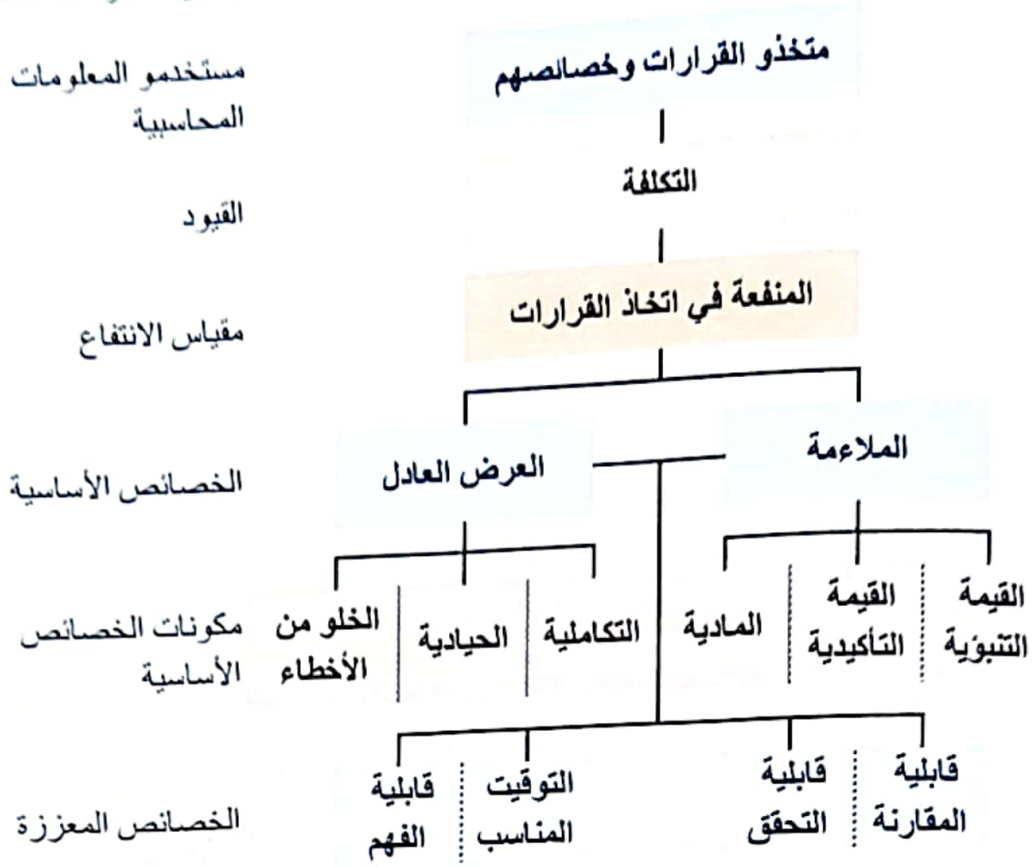 متخذو القرارات وخصائصهم
مستخدمو المعلومات
المحاسبية
التكلفة
القيود
المنفعة في اتخاذ القرارات
مقياس الانتفاع
الملاءمة
العرض العادل
الخصائص الأساسية
القيمة
التنبؤية
القيمة
التأكيدية
المادية
التكاملية
الحيادية
الخلو من
الأخطاء
مكونات الخصائص
الأساسية
قابلية
المقارنة
قابلية
التحقق
التوقيت
المناسب
قابلية
الفهم
الخصائص المعززة